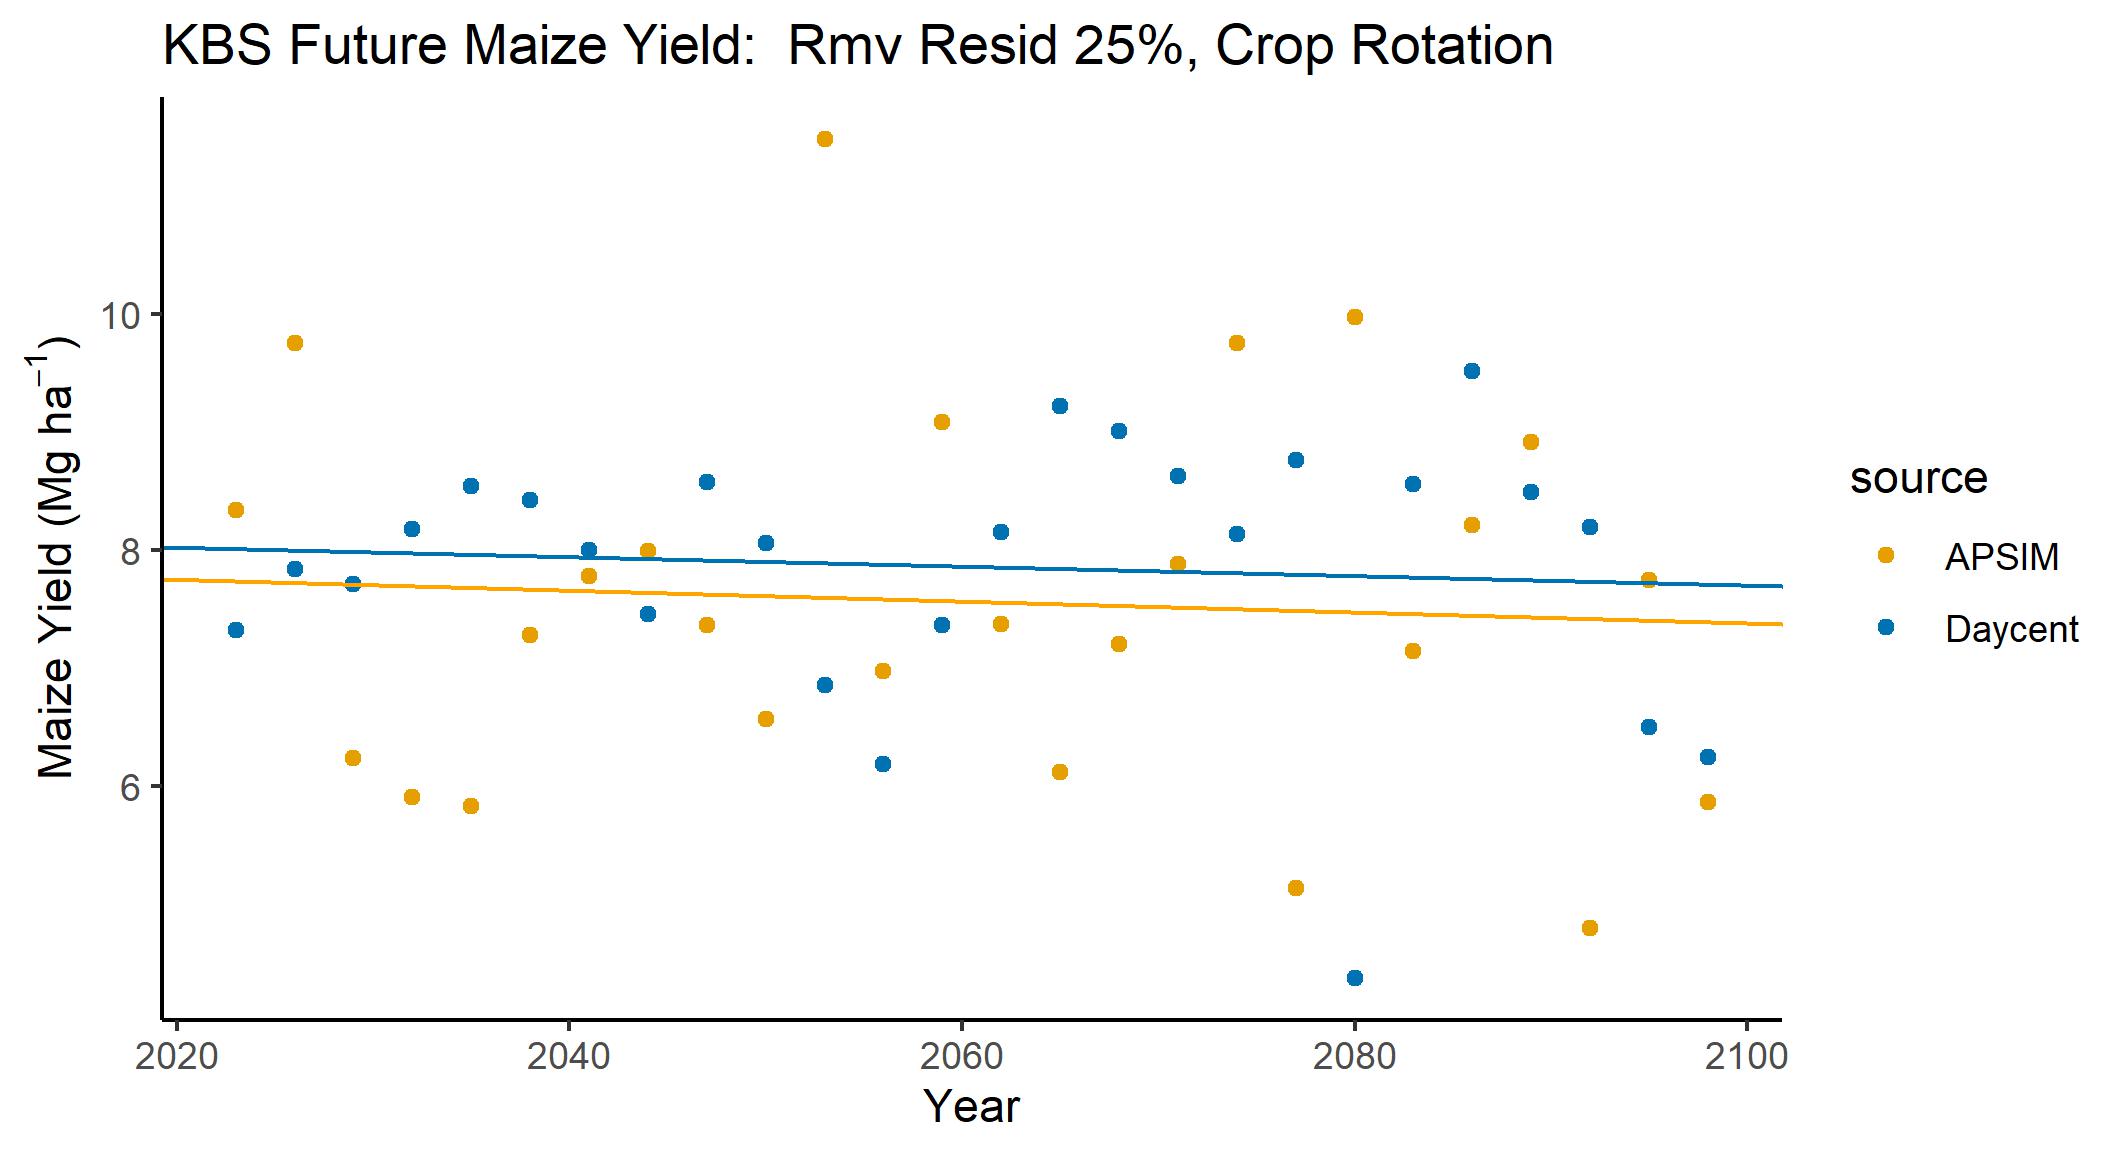 KBS Future Maize Yield:  Rmv Resid 25%, Crop Rotation
Maize Yield (Mg ha⁻¹)
10
8
6
2020 2040 2060 2080 2100
Year
source
APSIM
Daycent